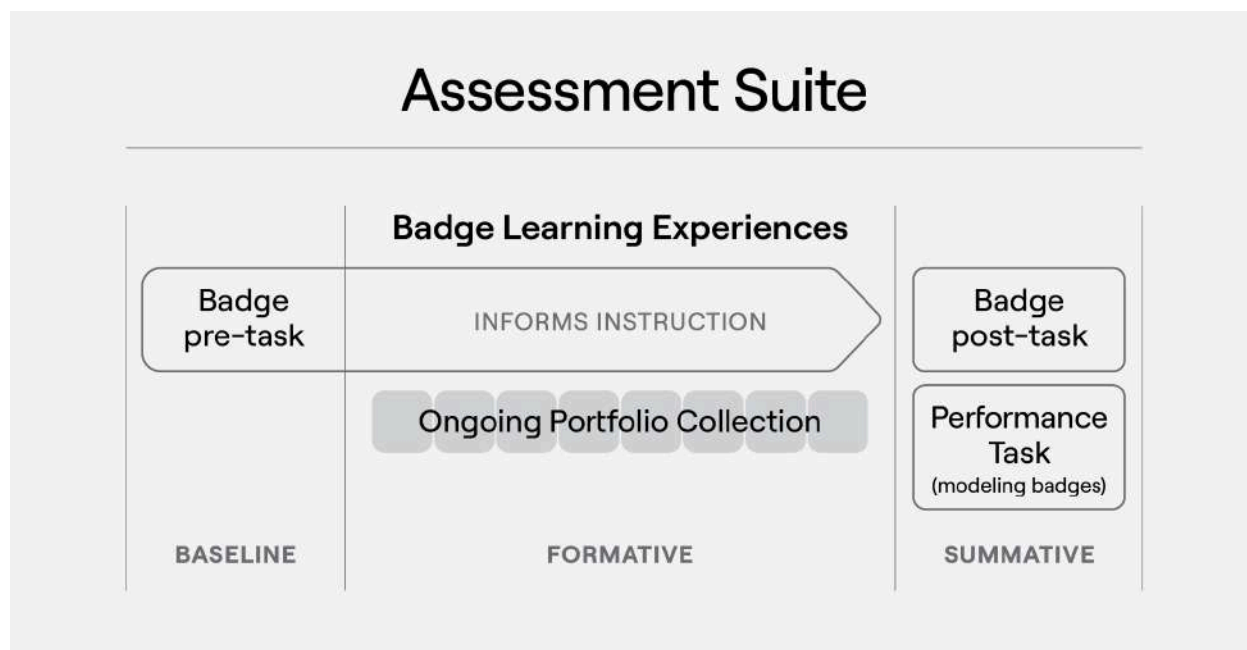 Assessment Suite
Badge Learning Experiences
Badge
pre-task
INFORMS INSTRUCTION
Badge
post-task
Ongoing Portfolio Collection
Performance
Task
(modeling badges)
BASELINE
FORMATIVE
SUMMATIVE